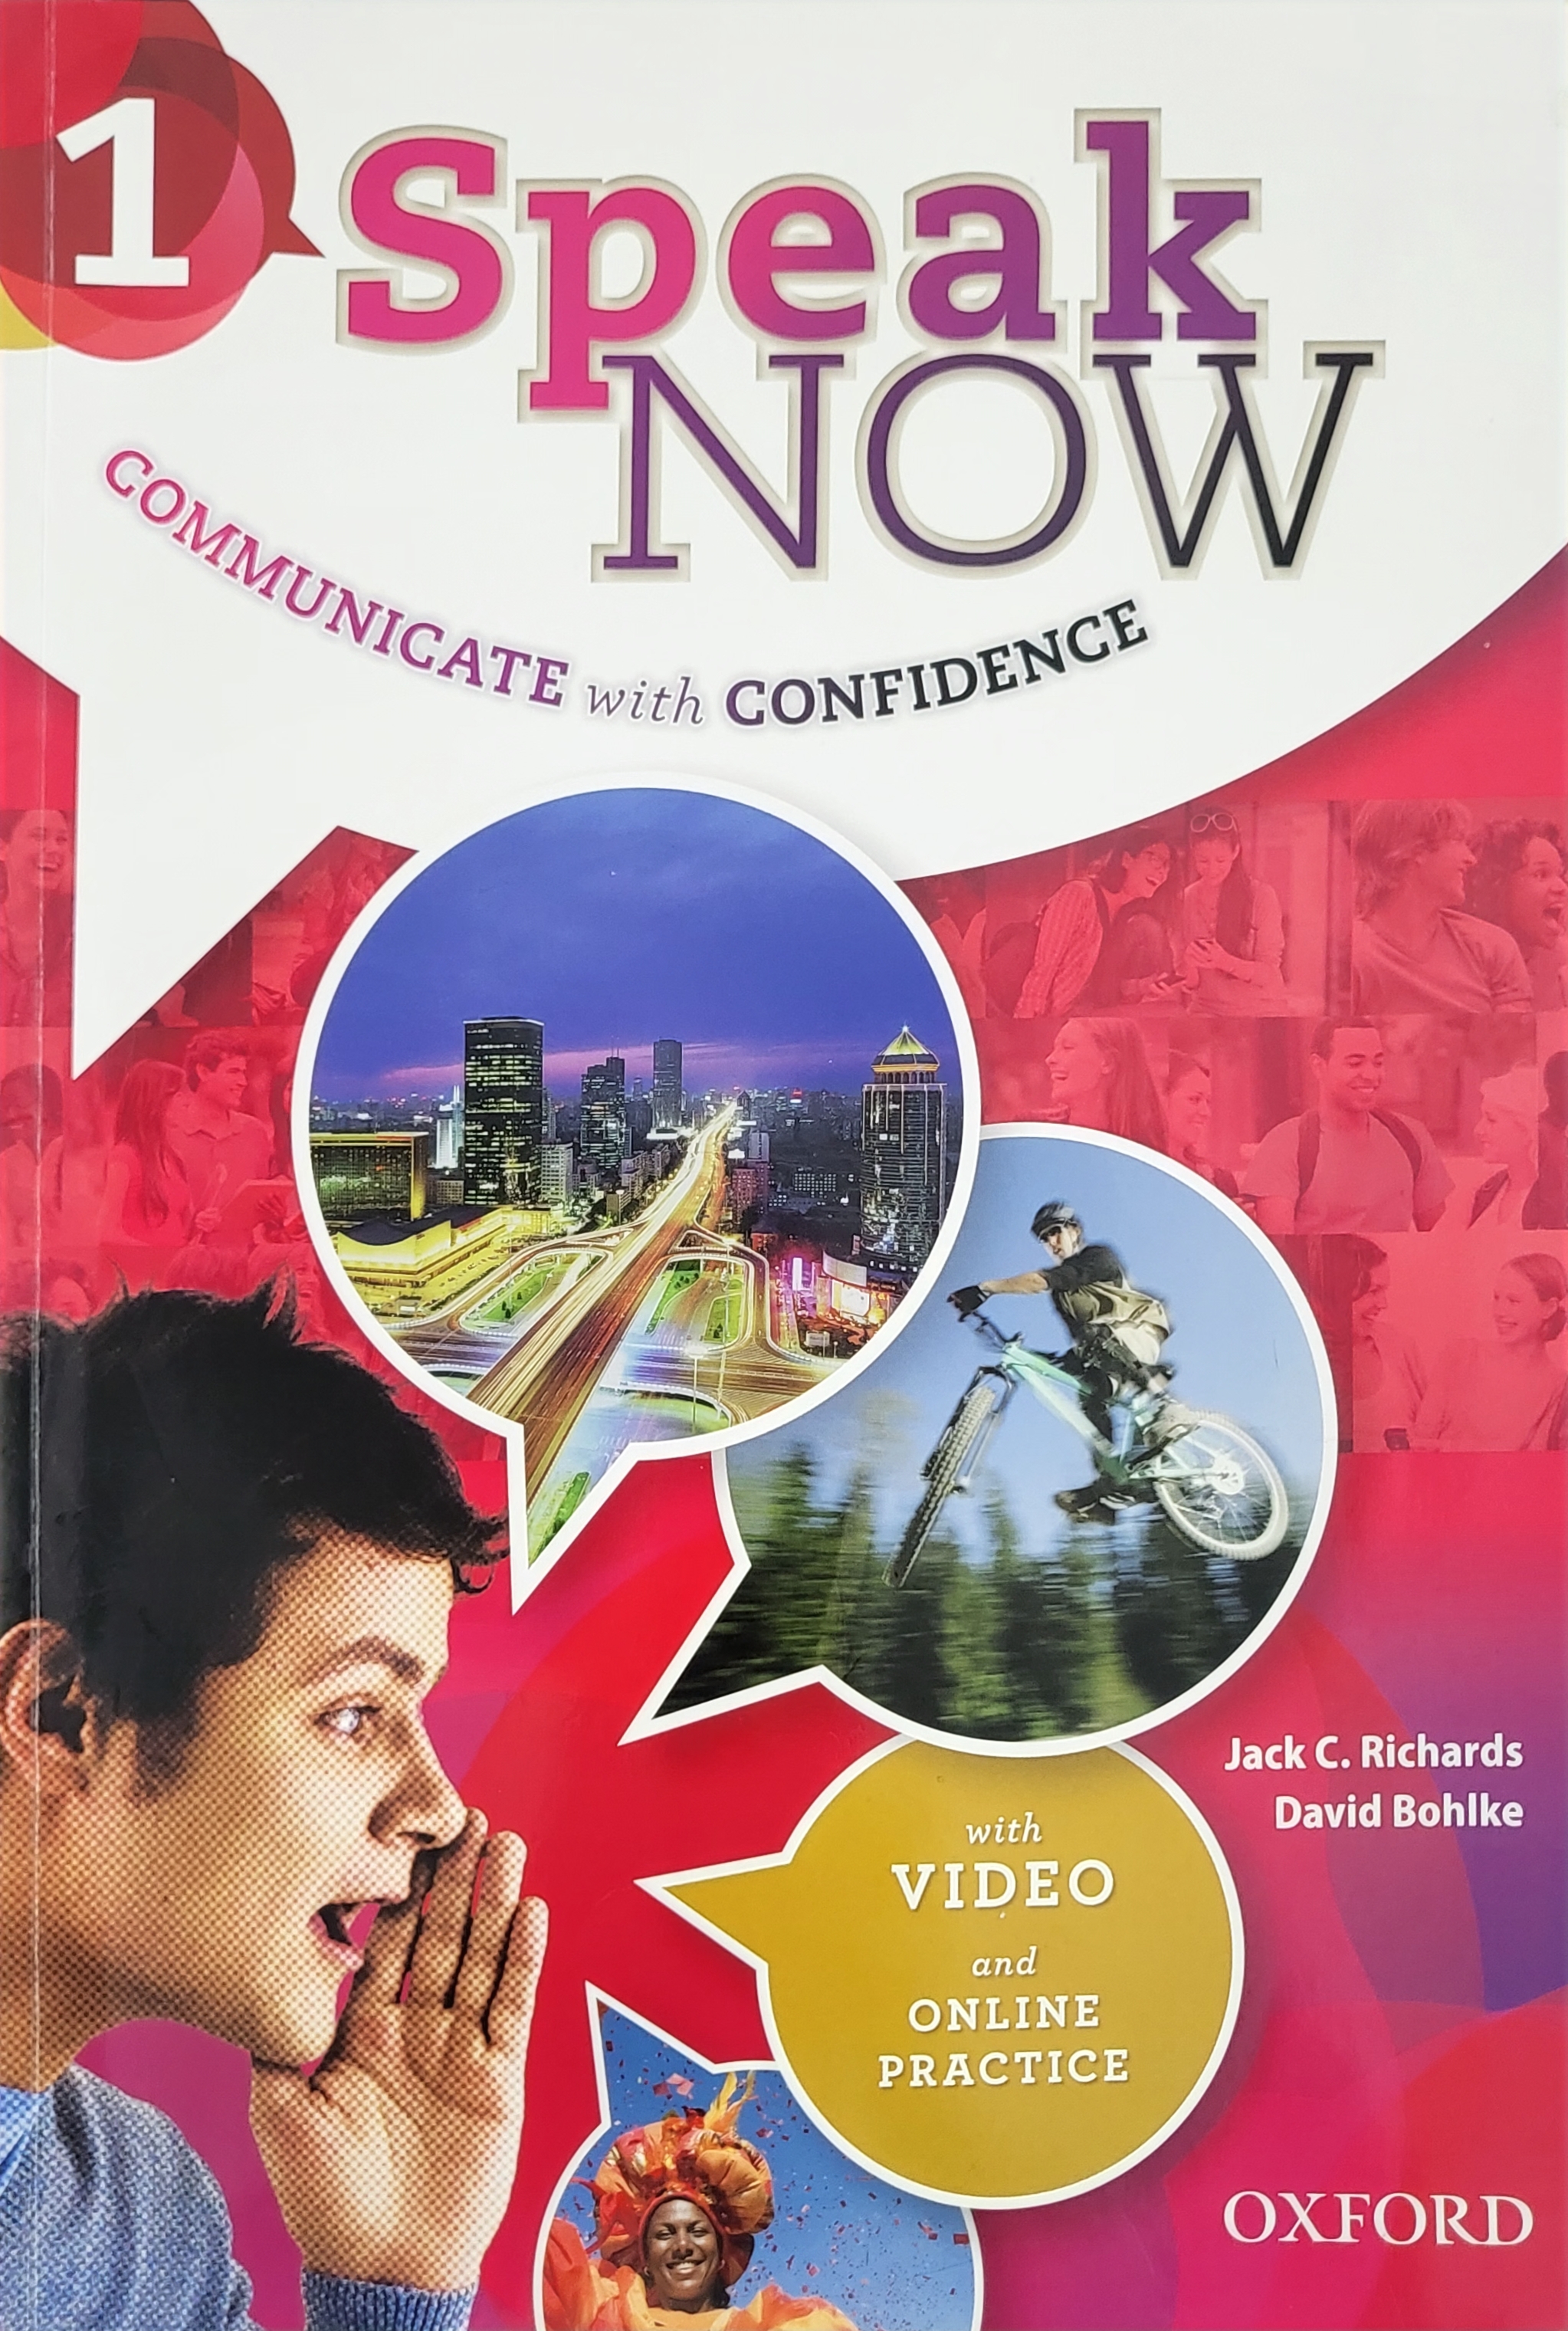 1
Speak
NOW
COMMUNICATE with CONFIDENCE
Jack C. Richards
David Bohlke
with
VIDEO
and
ONLINE
PRACTICE
OXFORD